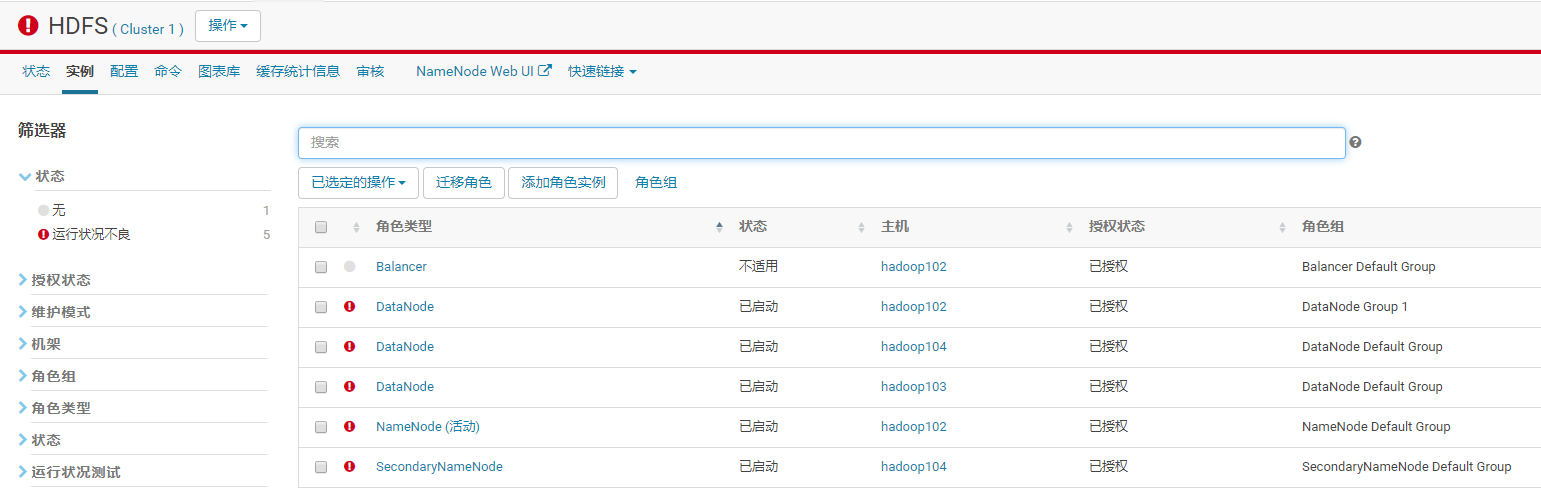 HDFS ( Cluster 1 ) 操作
状态 实例 配置 命令 图表库 缓存统计信息 审核 NameNode Web UI 快速链接
筛选器
状态
无 1
运行状况不良 5
授权状态
维护模式
机架
角色组
角色类型
状态
运行状况测试
搜索
已选定的操作 迁移角色 添加角色实例 角色组
角色类型 状态 主机 授权状态 角色组
Balancer 不适用 hadoop102 已授权 Balancer Default Group
DataNode 已启动 hadoop102 已授权 DataNode Group 1
DataNode 已启动 hadoop104 已授权 DataNode Default Group
DataNode 已启动 hadoop103 已授权 DataNode Default Group
NameNode (活动) 已启动 hadoop102 已授权 NameNode Default Group
SecondaryNameNode 已启动 hadoop104 已授权 SecondaryNameNode Default Group